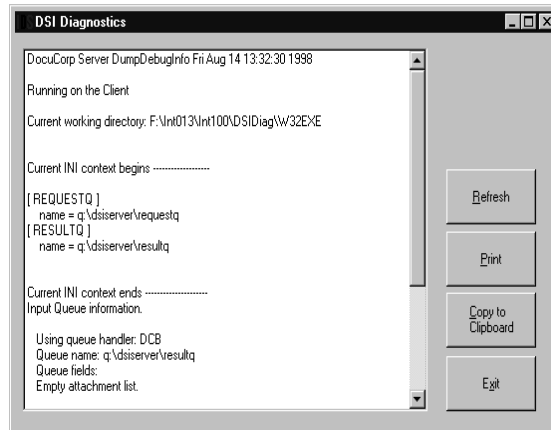 DSI Diagnostics
DocuCorp Server DumpDebugInfo Fri Aug 14 13:32:30 1998
Running on the Client
Current working directory: F:\Int013\Int100\DSIDiag\W32EXE
Current INI context begins -------------------
[ REQUESTQ ]
name = q:\dsiserver\requestq
[ RESULTQ ]
name = q:\dsiserver\resultq
Current INI context ends ---------------------
Input Queue information.
Using queue handler: DCB
Queue name: q:\dsiserver\resultq
Queue fields:
Empty attachment list.
Refresh
Print
Copy to
Clipboard
Exit